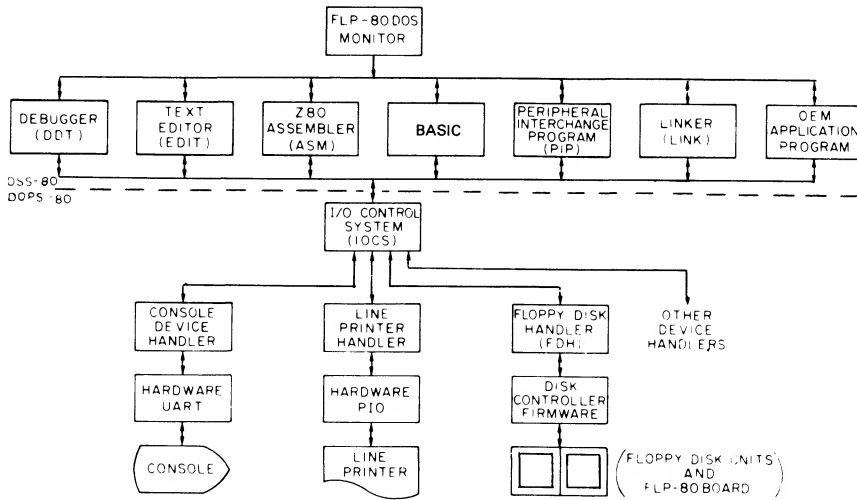 FLP-80DOS
MONITOR
DEBUGGER
(DDT)
TEXT
EDITOR
(EDIT)
Z80
ASSEMBLER
(ASM)
BASIC
PERIPHERAL
INTERCHANGE
PROGRAM
(PIP)
LINKER
(LINK)
OEM
APPLICATION
PROGRAM
DSS-80
DOPS-80
I/O CONTROL
SYSTEM
(IOCS)
CONSOLE
DEVICE
HANDLER
LINE
PRINTER
HANDLER
FLOPPY DISK
HANDLER
(FDH)
OTHER
DEVICE
HANDLERS
HARDWARE
UART
HARDWARE
PIO
DISK
CONTROLLER
FIRMWARE
CONSOLE
LINE
PRINTER
(FLOPPY DISK UNITS
AND
FLP-80BOARD)